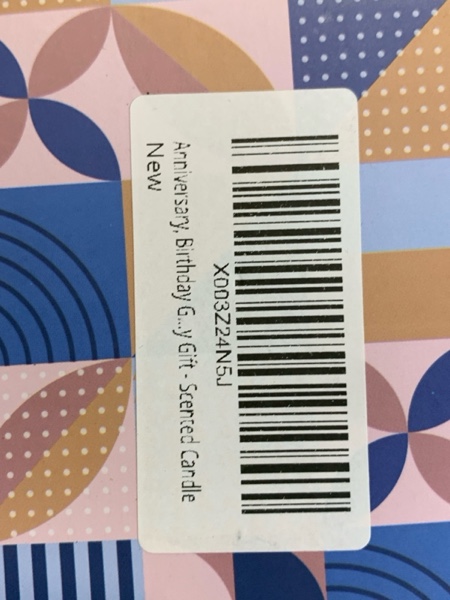 X003Z24N5J
Anniversary, Birthday G...y Gift - Scented Candle
New